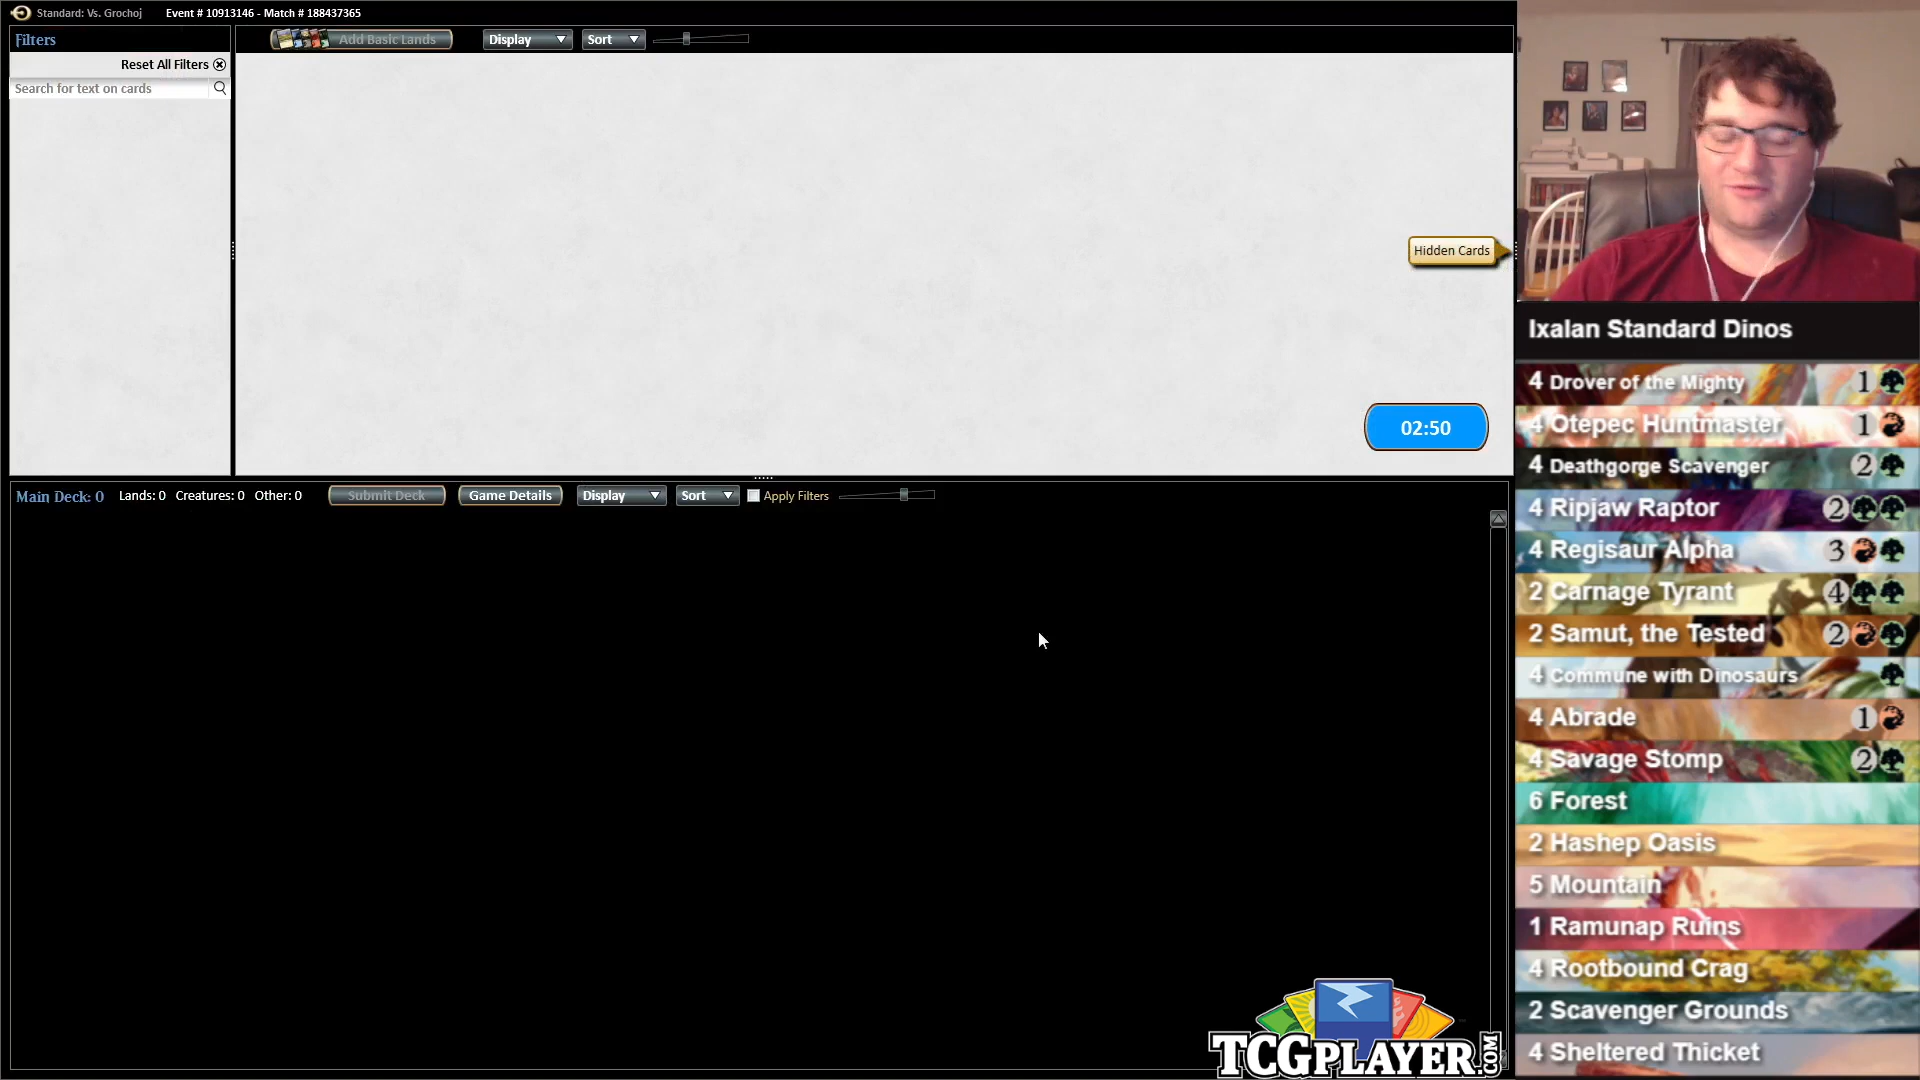 Standard: Vs. Grochoj
Event # 10913146 - Match # 188437365
Filters
Reset All Filters
Search for text on cards
Add Basic Lands
Display
Sort
Hidden Cards
02:50
Main Deck: 0
Lands: 0
Creatures: 0
Other: 0
Submit Deck
Game Details
Display
Sort
Apply Filters
TCGPLAYER.COM
Ixalan Standard Dinos
4 Drover of the Mighty 1
4 Otepec Huntmaster 1
4 Deathgorge Scavenger 2
4 Ripjaw Raptor 2
4 Regisaur Alpha 3
2 Carnage Tyrant 4
2 Samut, the Tested 2
4 Commune with Dinosaurs
4 Abrade 1
4 Savage Stomp 2
6 Forest
2 Hashep Oasis
5 Mountain
1 Ramunap Ruins
4 Rootbound Crag
2 Scavenger Grounds
4 Sheltered Thicket